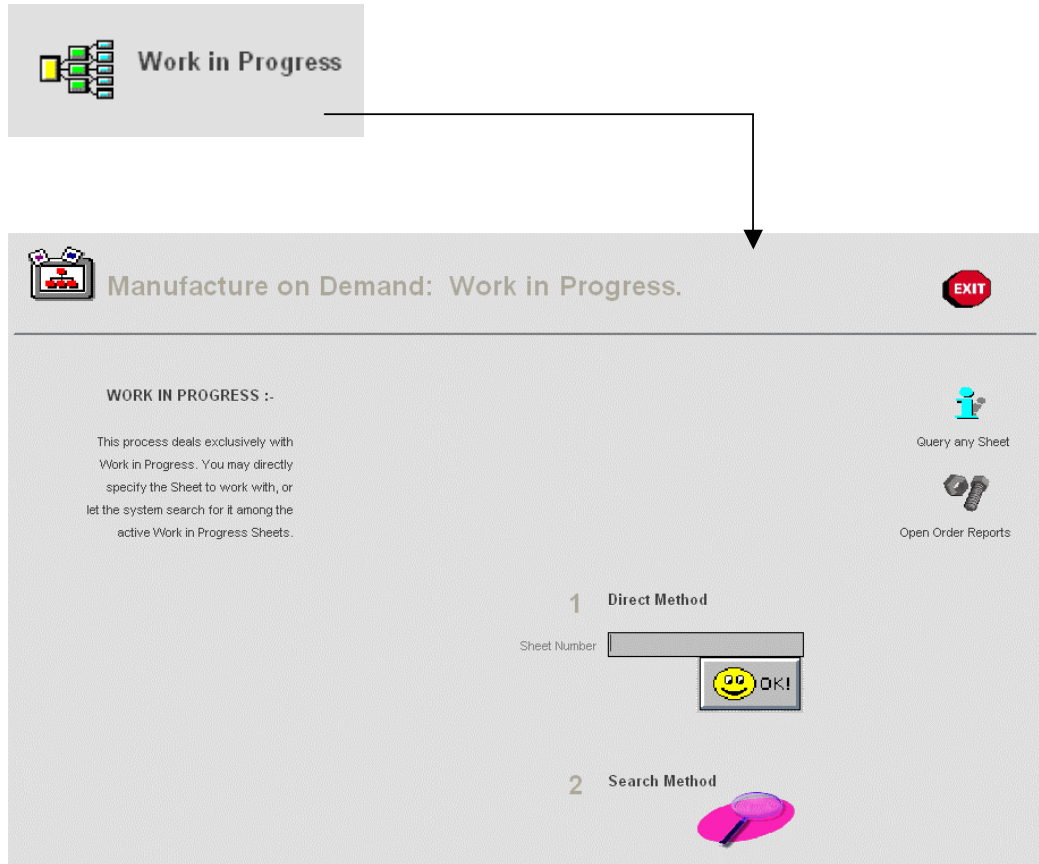 Work in Progress
Manufacture on Demand: Work in Progress.
EXIT
WORK IN PROGRESS :-
This process deals exclusively with
Work in Progress. You may directly
specify the Sheet to work with, or
let the system search for it among the
active Work in Progress Sheets.
Query any Sheet
Open Order Reports
1 Direct Method
Sheet Number
OK!
2 Search Method